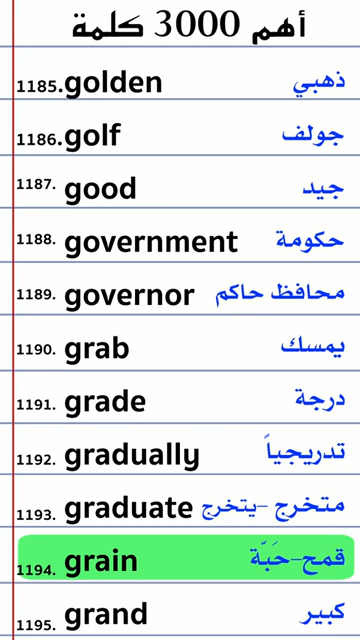 أهم 3000 كلمة
1185.golden ذهبي
1186.golf جولف
1187. good جيد
1188. government حكومة
1189. governor محافظ حاكم
1190. grab يمسك
1191. grade درجة
1192. gradually تدريجياً
1193. graduate متخرج -يتخرج
1194. grain قمح-حَبّة
1195. grand كبير